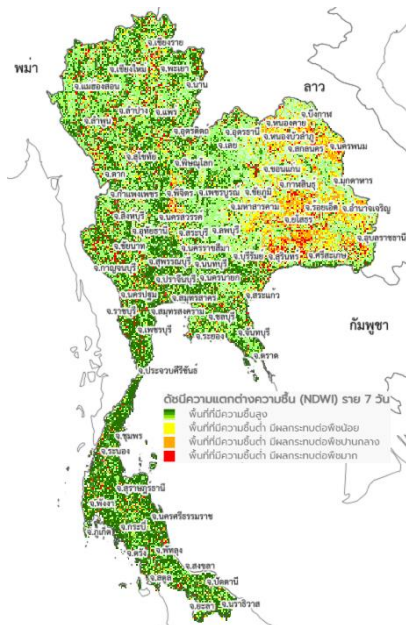 พม่า
ลาว
กัมพูชา
จ.เชียงราย
จ.เชียงใหม่
จ.พะเยา
จ.แม่ฮ่องสอน
จ.น่าน
จ.ลำปาง
จ.แพร่
จ.ลำพูน
จ.อุตรดิตถ์
จ.บึงกาฬ
จ.หนองคาย
จ.อุดรธานี
จ.หนองบัวลำภู
จ.เลย
จ.สกลนคร
จ.นครพนม
จ.สุโขทัย
จ.พิษณุโลก
จ.ตาก
จ.ขอนแก่น
จ.กำแพงเพชร
จ.พิจิตร
จ.เพชรบูรณ์
จ.ชัยภูมิ
จ.กาฬสินธุ์
จ.มุกดาหาร
จ.มหาสารคาม
จ.ร้อยเอ็ด
จ.อำนาจเจริญ
จ.สิงห์บุรี
จ.นครสวรรค์
จ.ยโสธร
จ.อุทัยธานี
จ.สระบุรี
จ.ลพบุรี
จ.อุบลราชธานี
จ.ชัยนาท
จ.นครราชสีมา
จ.บุรีรัมย์
จ.สุรินทร์
จ.ศรีสะเกษ
จ.กาญจนบุรี
จ.สุพรรณบุรี
จ.นนทบุรี
จ.ปราจีนบุรี
จ.นครนายก
จ.นครปฐม
จ.สมุทรสาคร
จ.สระแก้ว
จ.ราชบุรี
จ.สมุทรสงคราม
จ.ชลบุรี
จ.เพชรบุรี
จ.ระยอง
จ.จันทบุรี
จ.ตราด
จ.ประจวบคีรีขันธ์
ดัชนีความแตกต่างความชื้น (NDWI) ราย 7 วัน
พื้นที่ที่มีความชื้นสูง
พื้นที่ที่มีความชื้นต่ำ มีผลกระทบต่อพืชน้อย
พื้นที่ที่มีความชื้นต่ำ มีผลกระทบต่อพืชปานกลาง
พื้นที่ที่มีความชื้นต่ำ มีผลกระทบต่อพืชมาก
จ.ชุมพร
จ.ระนอง
จ.สุราษฎร์ธานี
จ.พังงา
จ.นครศรีธรรมราช
จ.ภูเก็ต
จ.กระบี่
จ.ตรัง
จ.พัทลุง
จ.สงขลา
จ.สตูล
จ.ปัตตานี
จ.ยะลา
จ.นราธิวาส